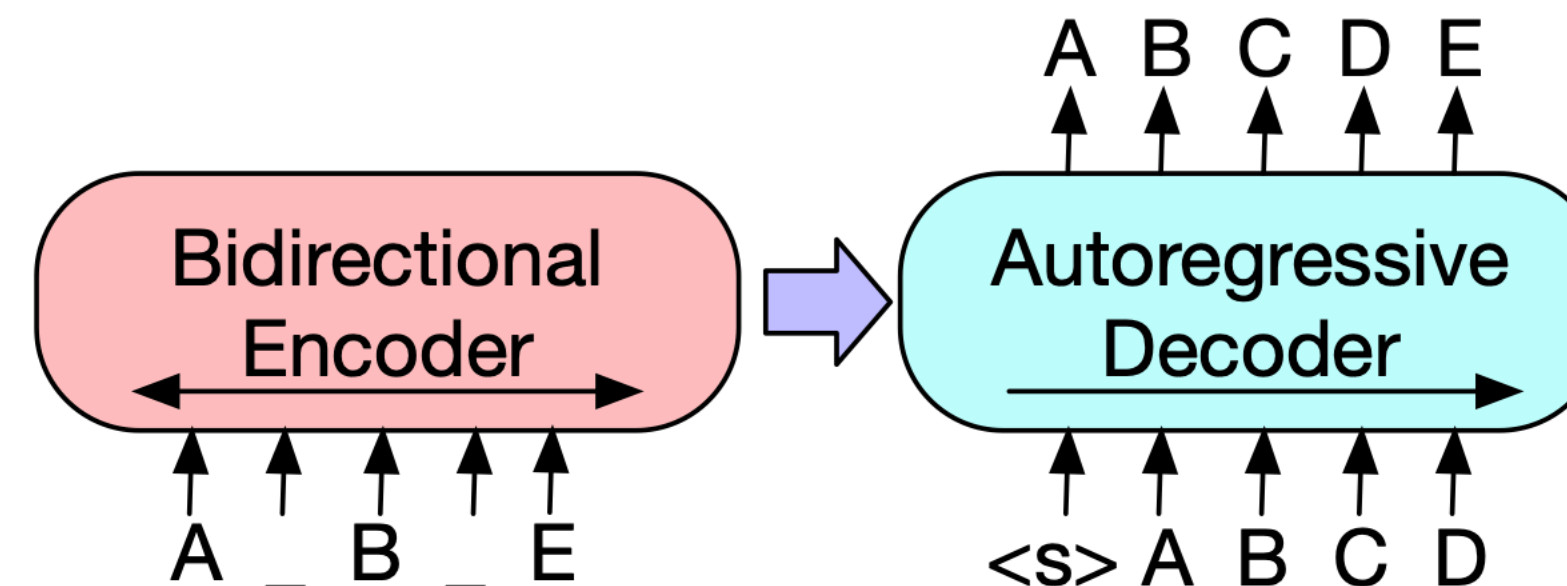 A B C D E
Bidirectional
Encoder
Autoregressive
Decoder
A _ B _ E
<s> A B C D